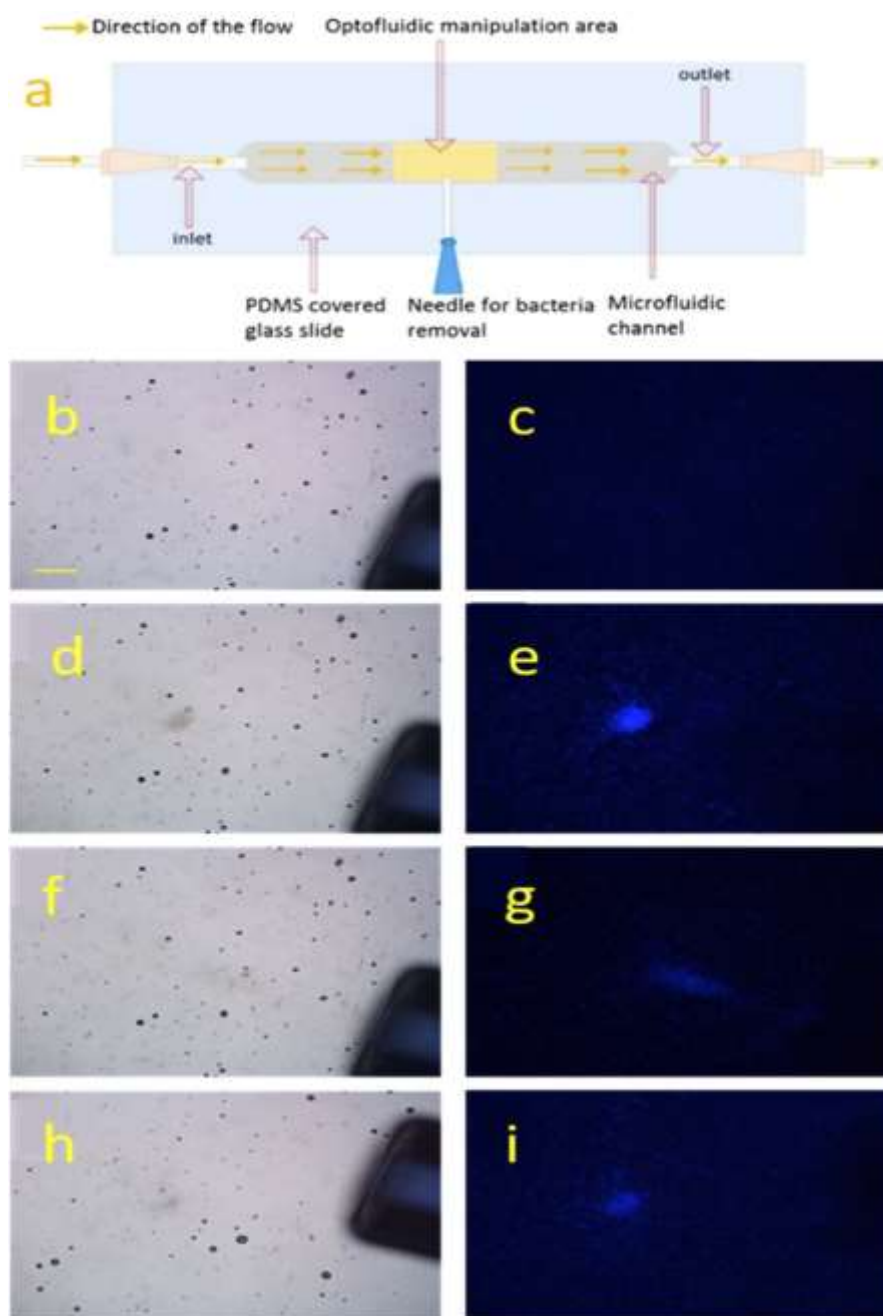 Direction of the flow
Optofluidic manipulation area
outlet
a
inlet
PDMS covered
glass slide
Needle for bacteria
removal
Microfluidic
channel
b
c
d
e
f
g
h
i